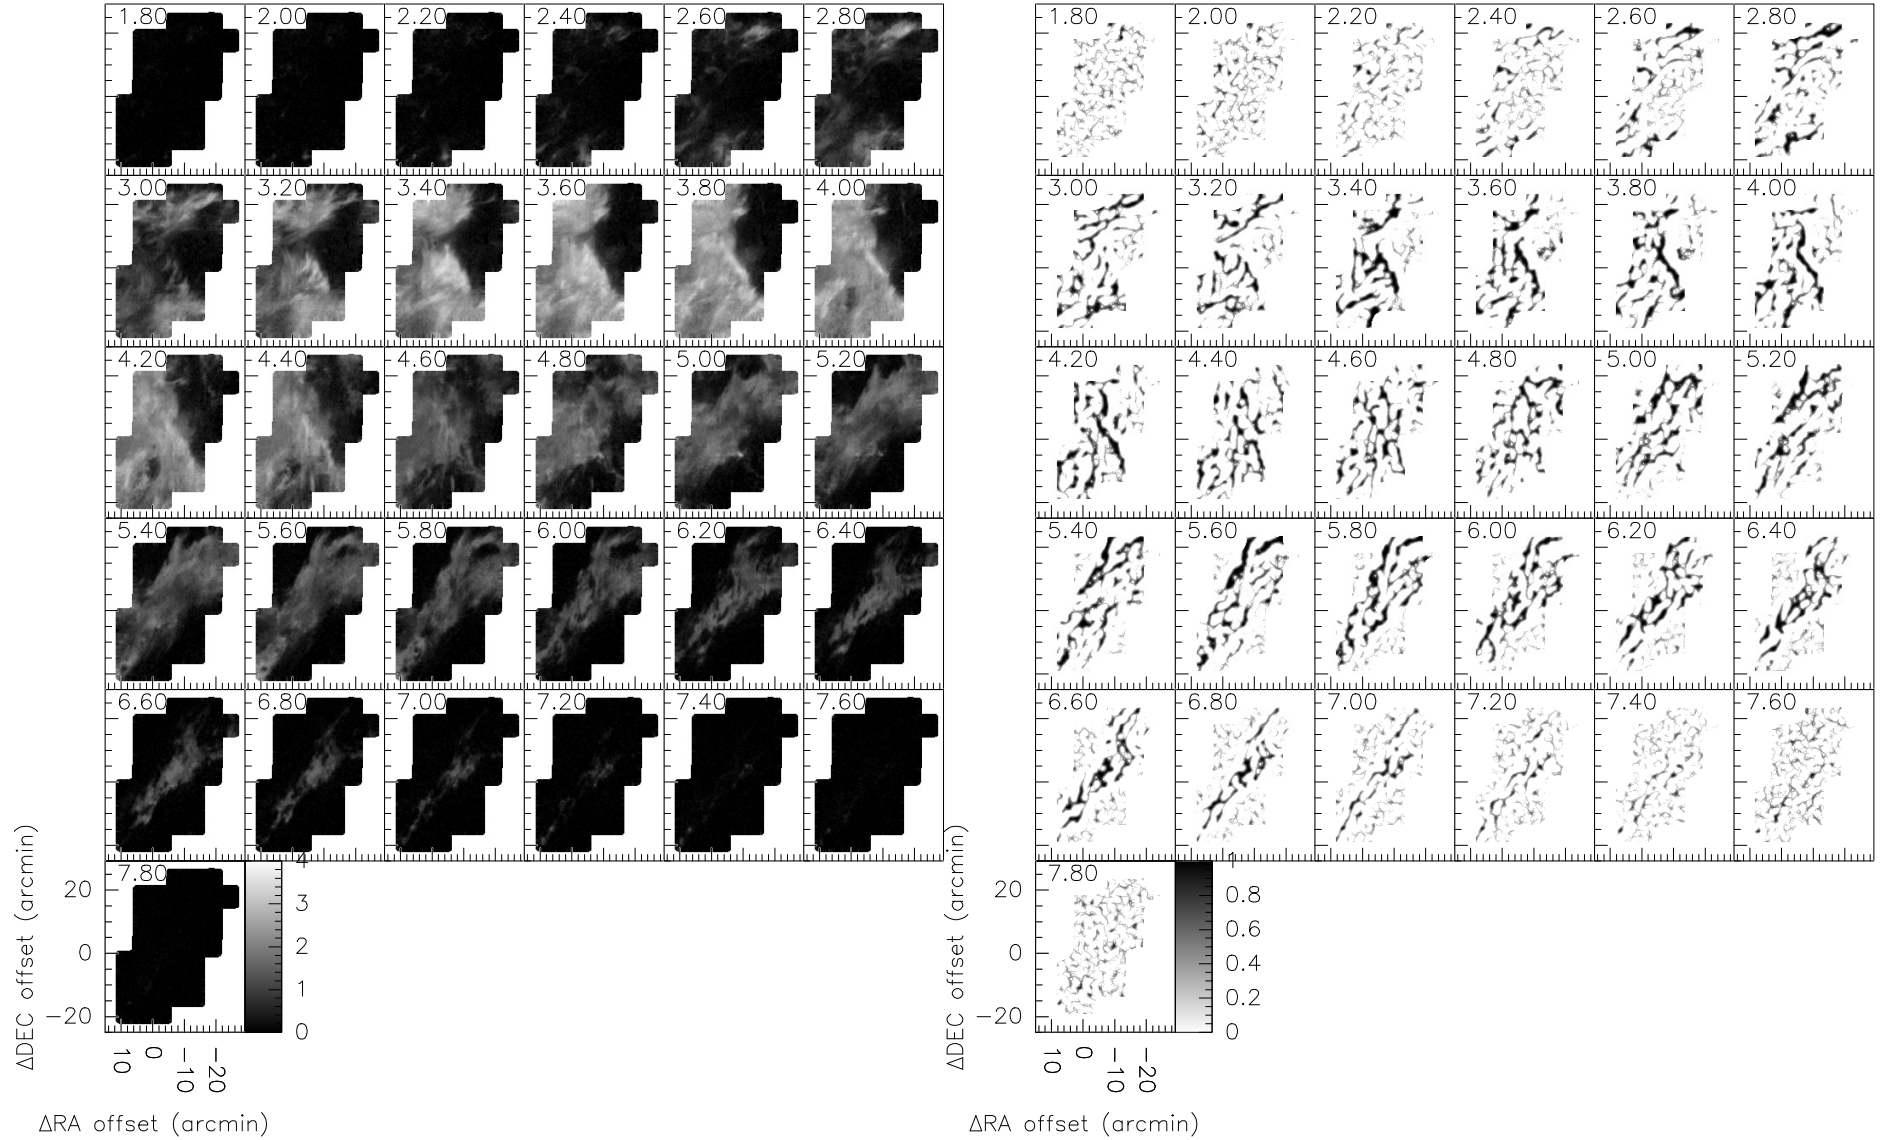 1.80 2.00 2.20 2.40 2.60 2.80 1.80 2.00 2.20 2.40 2.60 2.80
3.00 3.20 3.40 3.60 3.80 4.00 3.00 3.20 3.40 3.60 3.80 4.00
4.20 4.40 4.60 4.80 5.00 5.20 4.20 4.40 4.60 4.80 5.00 5.20
5.40 5.60 5.80 6.00 6.20 6.40 5.40 5.60 5.80 6.00 6.20 6.40
6.60 6.80 7.00 7.20 7.40 7.60 6.60 6.80 7.00 7.20 7.40 7.60
7.80 4 7.80 1
20 3 20 0.8
2 0.6
0 0
1 0.4
0.2
−20 0 −20 0
10 0 −10 −20 10 0 −10 −20
ΔDEC offset (arcmin) ΔDEC offset (arcmin)
ΔRA offset (arcmin) ΔRA offset (arcmin)